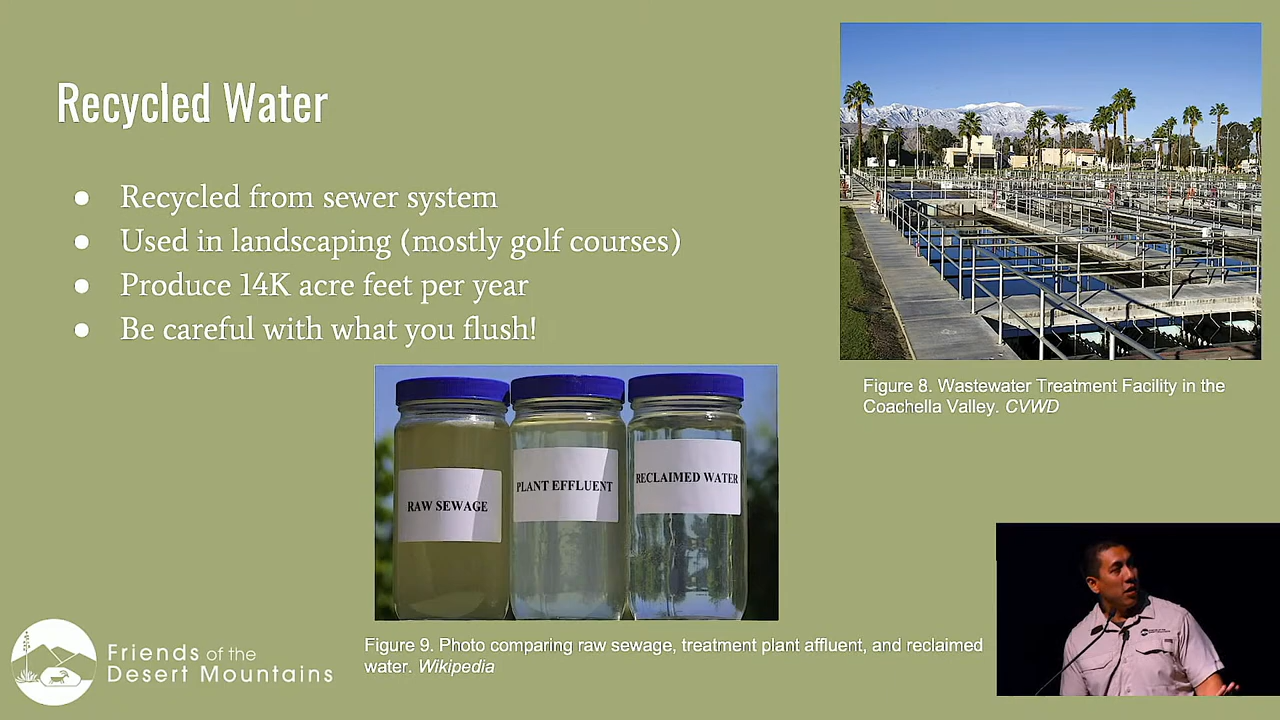 Recycled Water
● Recycled from sewer system
● Used in landscaping (mostly golf courses)
● Produce 14K acre feet per year
● Be careful with what you flush!
Figure 8. Wastewater Treatment Facility in the
Coachella Valley. CVWD
RAW SEWAGE
PLANT EFFLUENT
RECLAIMED WATER
Figure 9. Photo comparing raw sewage, treatment plant affluent, and reclaimed
water. Wikipedia
Friends of the
Desert Mountains